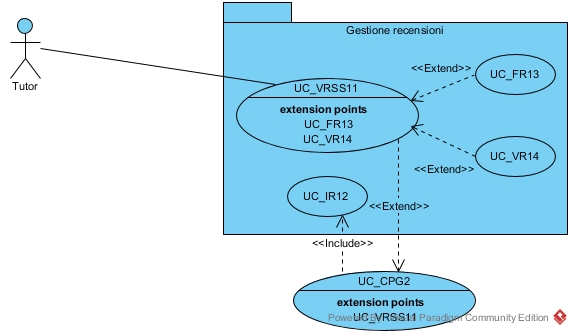 Gestione recensioni
Tutor
UC_VRSS11
extension points
UC_FR13
UC_VR14
<<Extend>>
UC_FR13
UC_VR14
<<Extend>>
UC_IR12
<<Extend>>
<<Include>>
UC_CPG2
extension points
UC_VRSS11
Powered By Visual Paradigm Community Edition